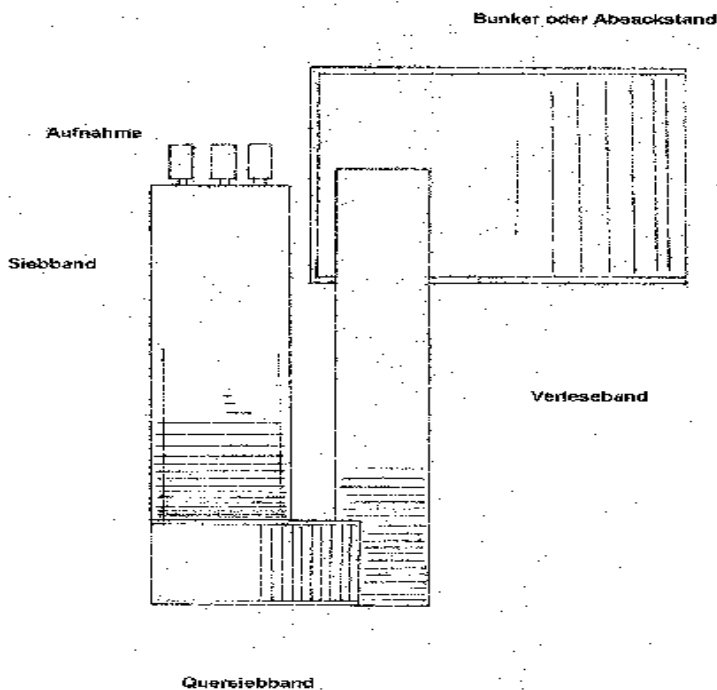 Bunker oder Absackstand
Aufnahme
Siebband
Verleseband
Quersiebband